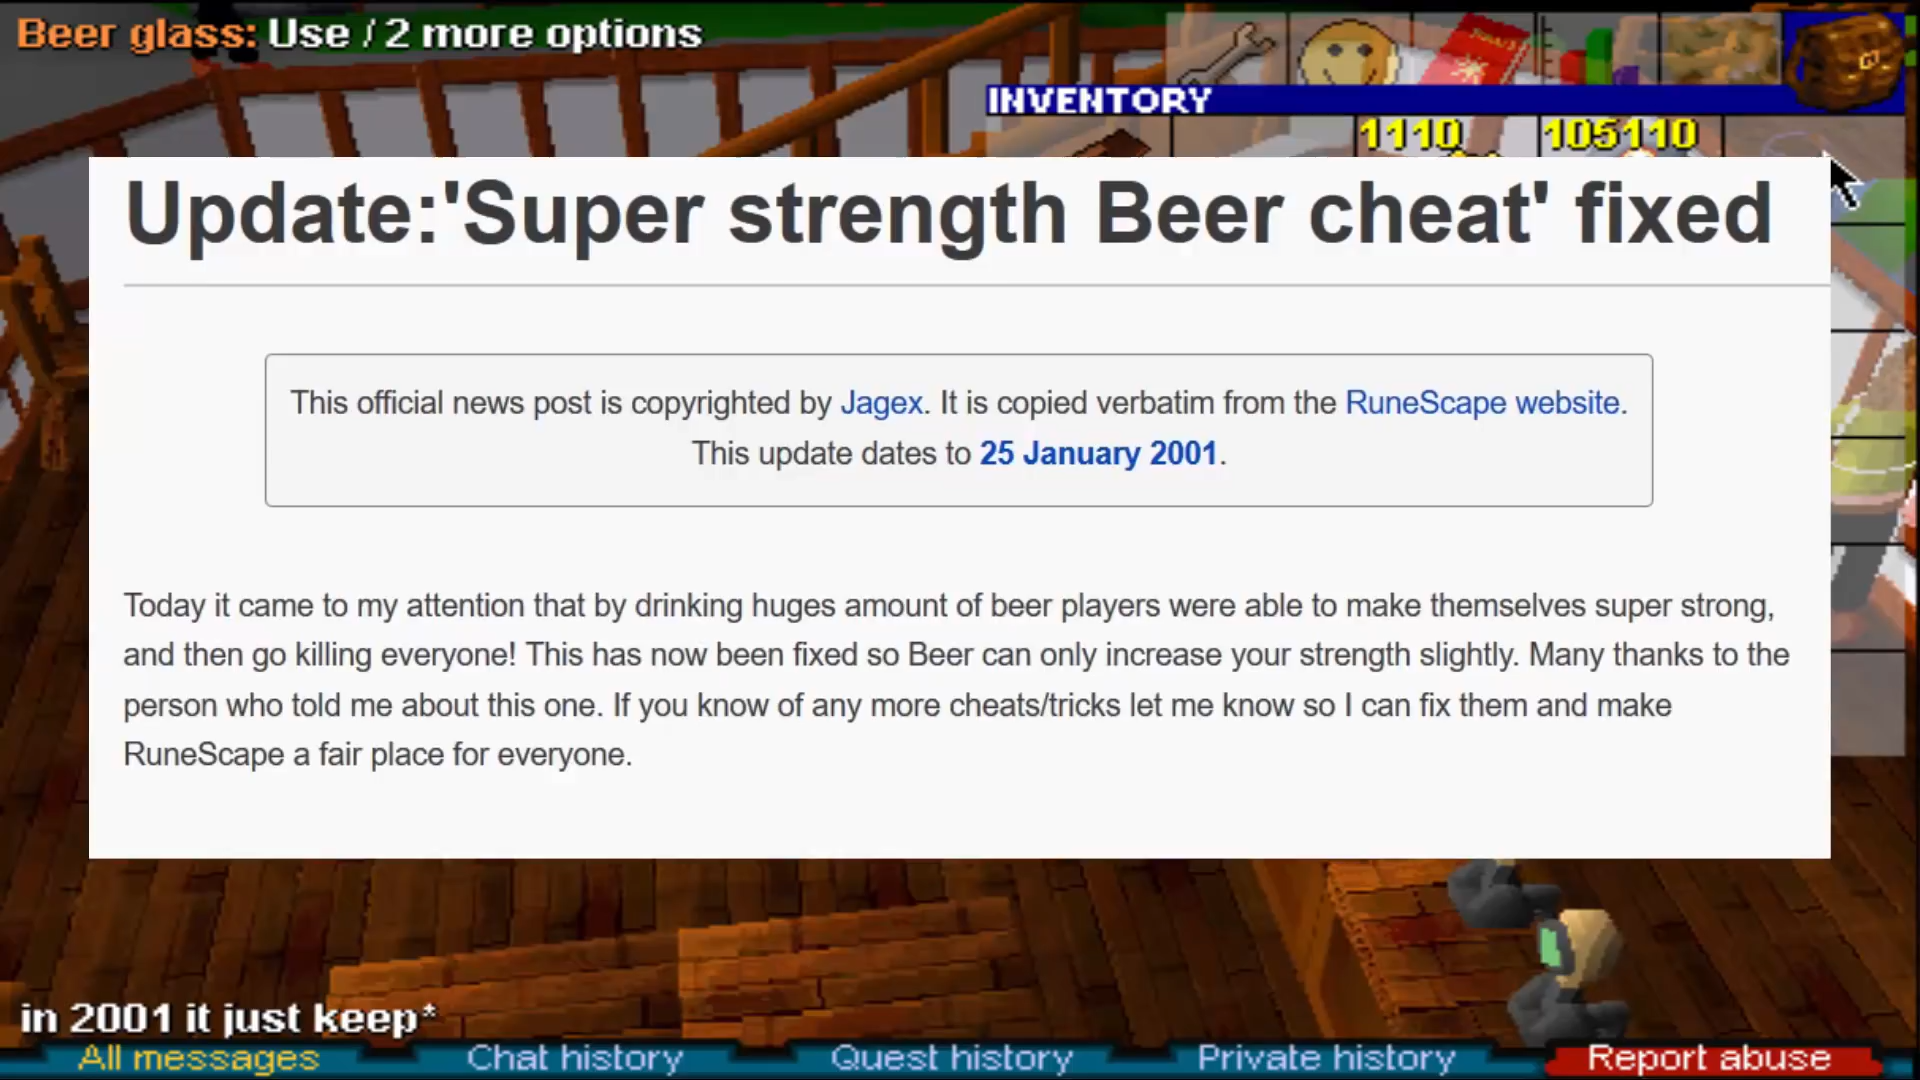 Beer glass: Use / 2 more options
INVENTORY
1110 105110
Update:'Super strength Beer cheat' fixed
This official news post is copyrighted by Jagex. It is copied verbatim from the RuneScape website.
This update dates to 25 January 2001.
Today it came to my attention that by drinking huges amount of beer players were able to make themselves super strong,
and then go killing everyone! This has now been fixed so Beer can only increase your strength slightly. Many thanks to the
person who told me about this one. If you know of any more cheats/tricks let me know so I can fix them and make
RuneScape a fair place for everyone.
in 2001 it just keep*
All messages Chat history Quest history Private history Report abuse